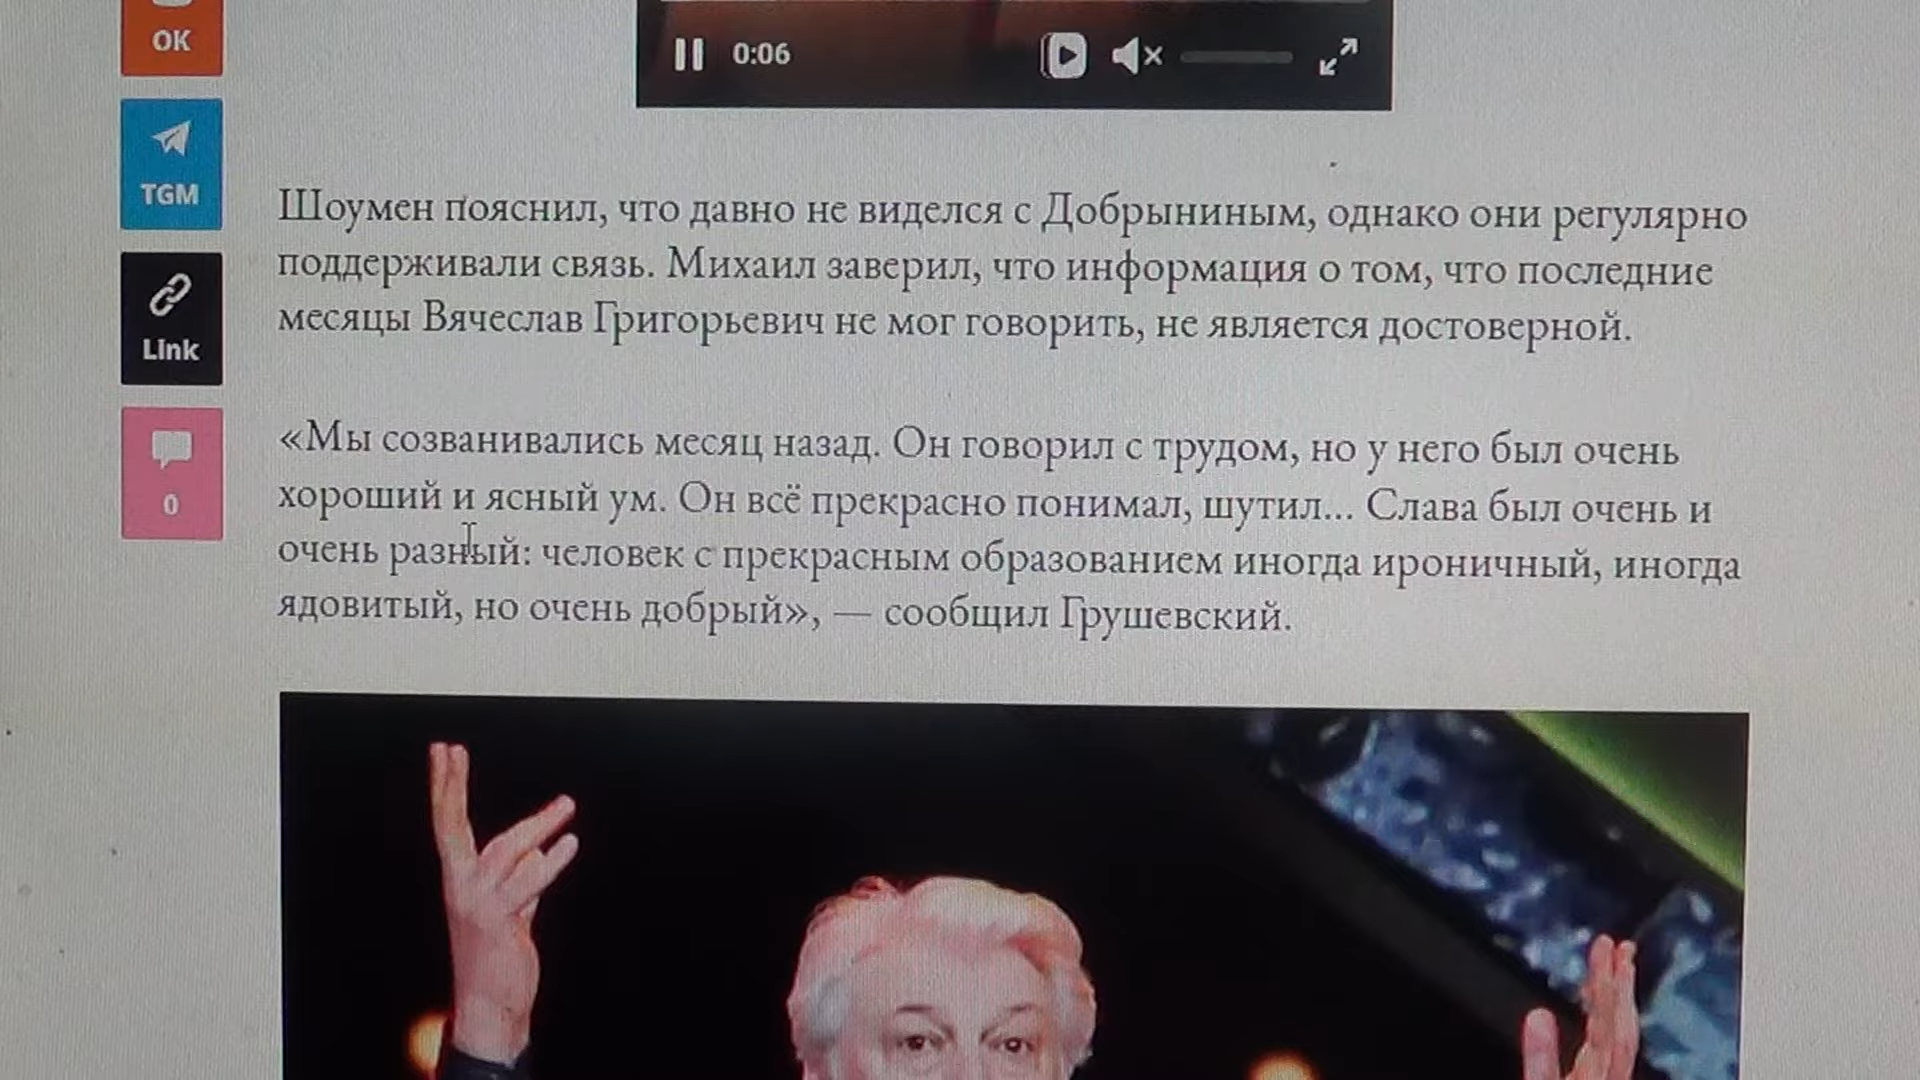 OK
0:06
TGM
Link
0
Шоумен пояснил, что давно не виделся с Добрыниным, однако они регулярно
поддерживали связь. Михаил заверил, что информация о том, что последние
месяцы Вячеслав Григорьевич не мог говорить, не является достоверной.
«Мы созванивались месяц назад. Он говорил с трудом, но у него был очень
хороший и ясный ум. Он всё прекрасно понимал, шутил... Слава был очень и
очень разный: человек с прекрасным образованием иногда ироничный, иногда
ядовитый, но очень добрый», — сообщил Грушевский.